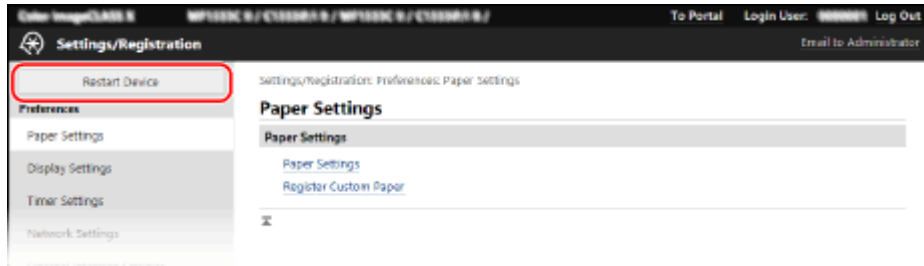 To Portal Login User: Log Out
Settings/Registration
Email to Administrator
Restart Device
Settings/Registration: Preferences: Paper Settings
Preferences
Paper Settings
Paper Settings
Paper Settings
Display Settings
Paper Settings
Register Custom Paper
Timer Settings
Network Settings